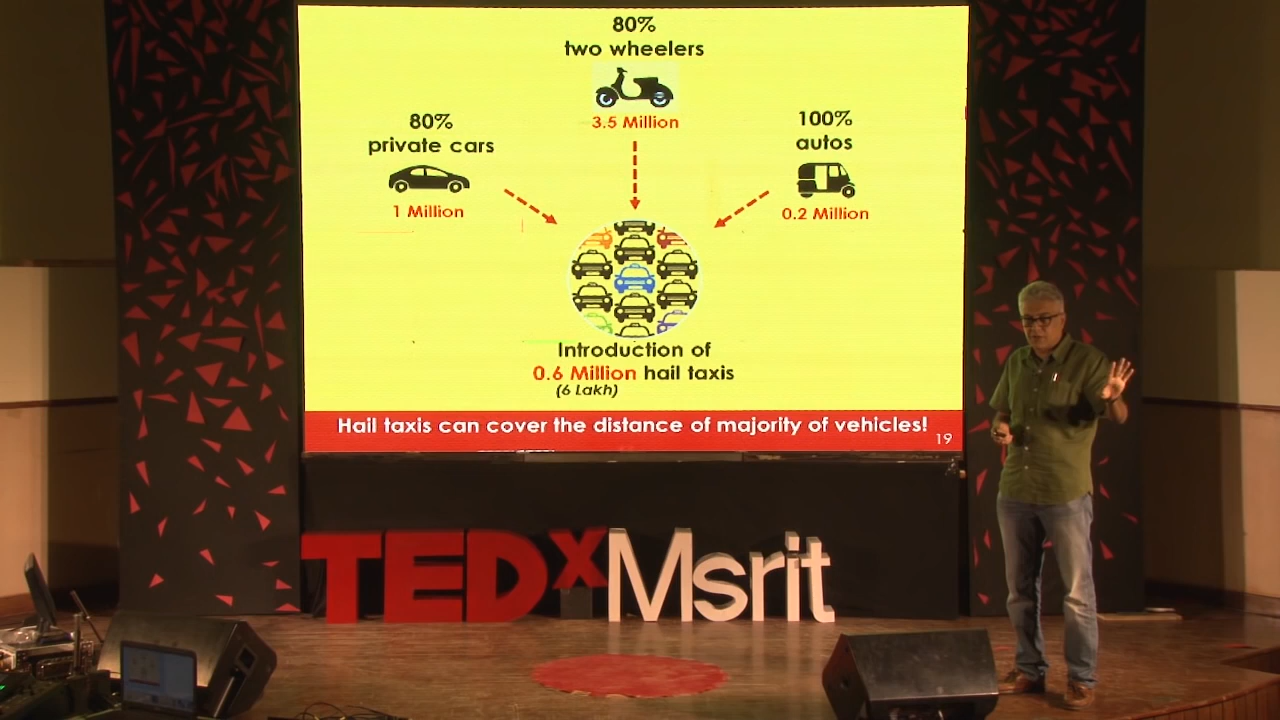 80%
two wheelers
3.5 Million
80%
private cars
1 Million
100%
autos
0.2 Million
Introduction of
0.6 Million hail taxis
(6 Lakh)
Hail taxis can cover the distance of majority of vehicles!
19
TEDxMsrit